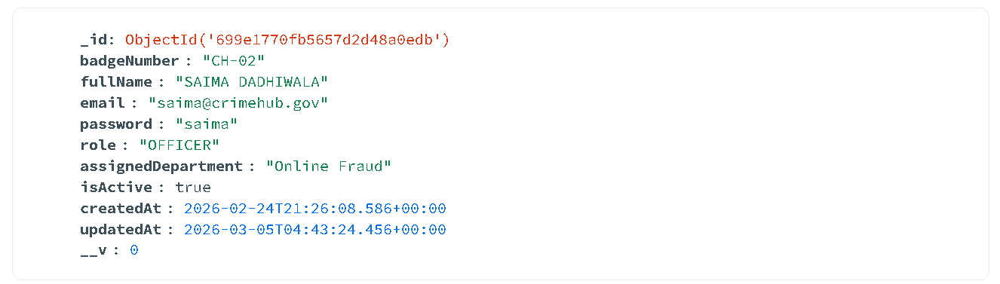 _id: ObjectId('699e1770fb5657d2d48a0edb')
badgeNumber : "CH-02"
fullName : "SAIMA DADHIWALA"
email : "saima@crimehub.gov"
password : "saima"
role : "OFFICER"
assignedDepartment : "Online Fraud"
isActive : true
createdAt : 2026-02-24T21:26:08.586+00:00
updatedAt : 2026-03-05T04:43:24.456+00:00
__v : 0